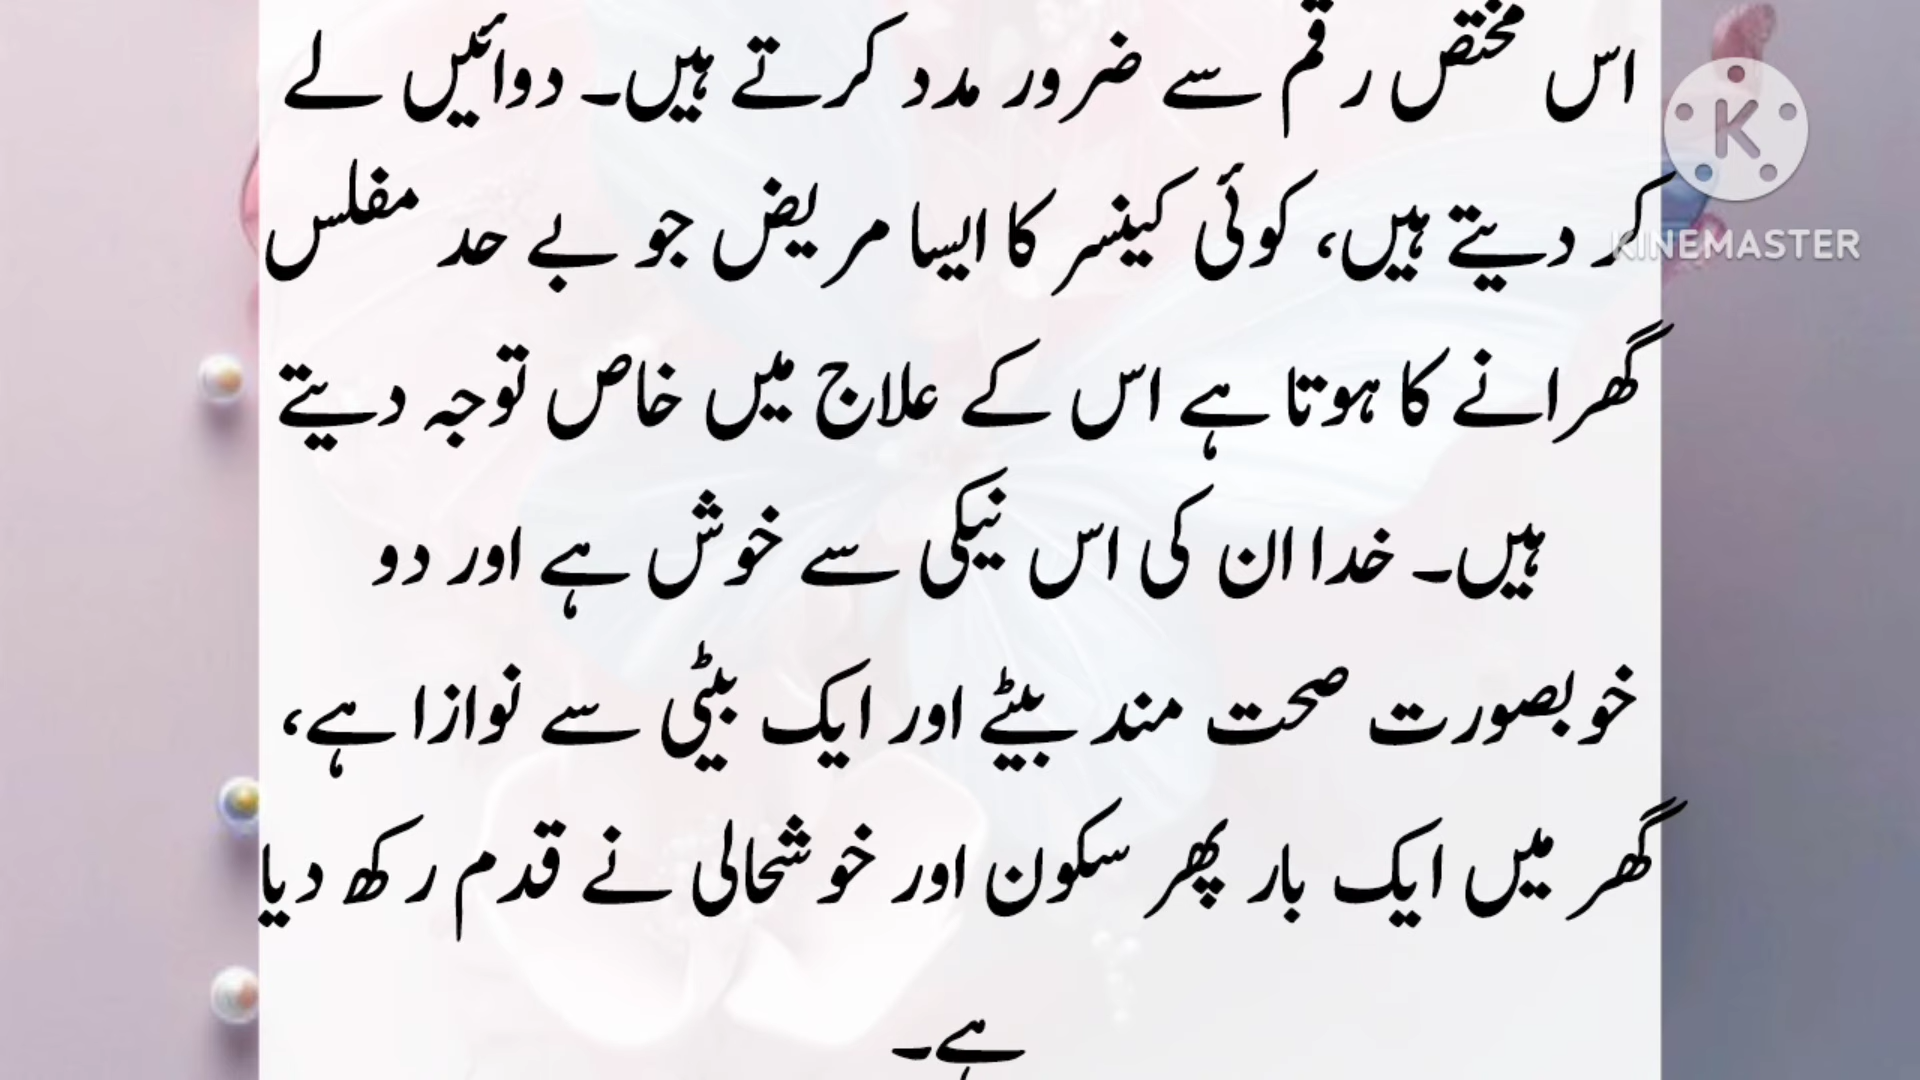 اس مختص رقم سے ضرور مدد کرتے ہیں۔ دوائیں لے
کر دیتے ہیں، کوئی کینسر کا ایسا مریض جو بے حد مفلس
گھرانے کا ہوتا ہے اس کے علاج میں خاص توجہ دیتے
ہیں۔ خدا ان کی اس نیکی سے خوش ہے اور دو
خوبصورت صحت مند بیٹے اور ایک بیٹی سے نوازا ہے،
گھر میں ایک بار پھر سکون اور خوشحالی نے قدم رکھ دیا
ہے۔
K
KINEMASTER